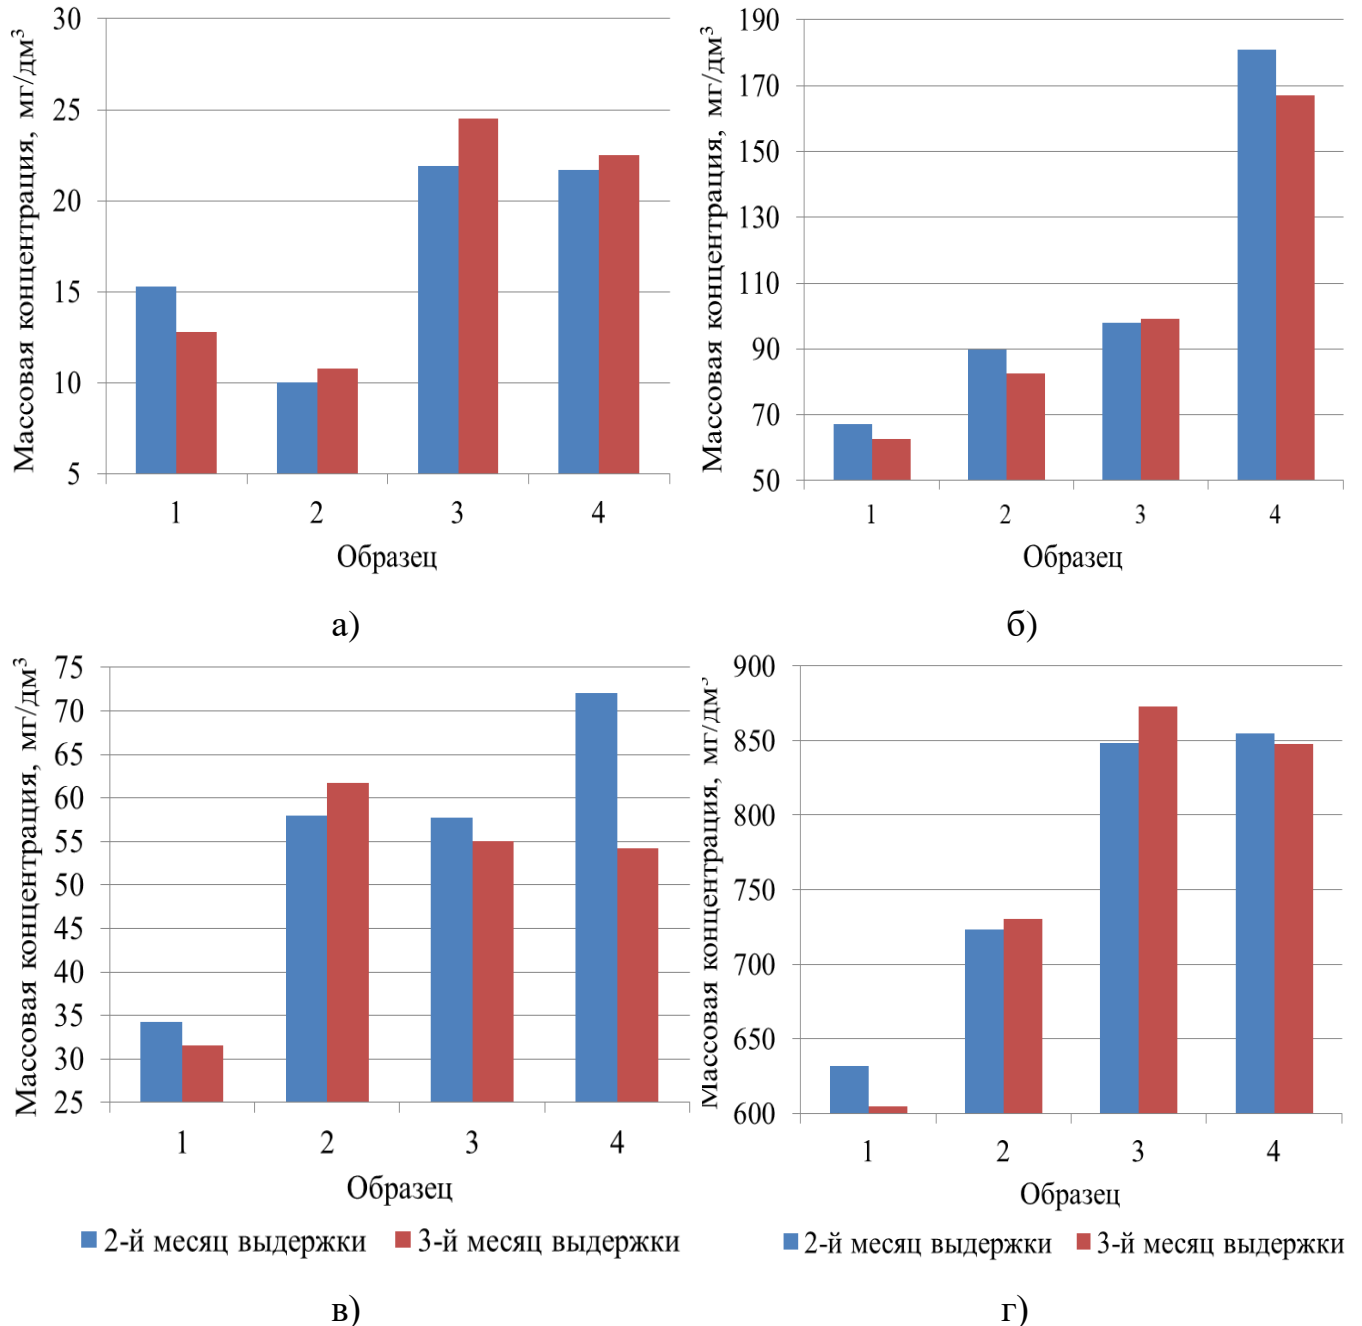 Массовая концентрация, мг/дм³
30
25
20
15
10
5
1 2 3 4
Образец
а)
Массовая концентрация, мг/дм³
190
170
150
130
110
90
70
50
1 2 3 4
Образец
б)
Массовая концентрация, мг/дм³
75
70
65
60
55
50
45
40
35
30
25
1 2 3 4
Образец
2-й месяц выдержки 3-й месяц выдержки
в)
Массовая концентрация, мг/дм³
900
850
800
750
700
650
600
1 2 3 4
Образец
2-й месяц выдержки 3-й месяц выдержки
г)